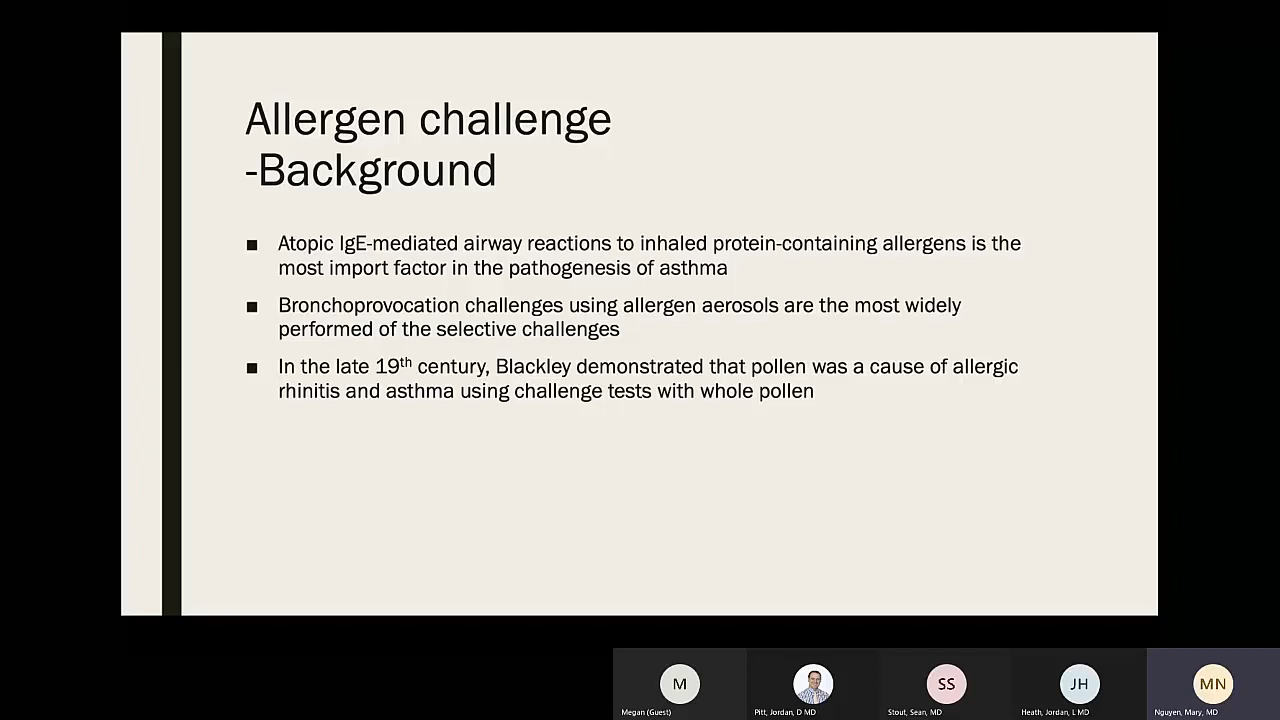 Allergen challenge
-Background
■ Atopic IgE-mediated airway reactions to inhaled protein-containing allergens is the
most import factor in the pathogenesis of asthma
■ Bronchoprovocation challenges using allergen aerosols are the most widely
performed of the selective challenges
■ In the late 19th century, Blackley demonstrated that pollen was a cause of allergic
rhinitis and asthma using challenge tests with whole pollen
M
SS
JH
MN
Megan (Guest)
Pitt, Jordan, D MD
Stout, Sean, MD
Heath, Jordan, L MD
Nguyen, Mary, MD